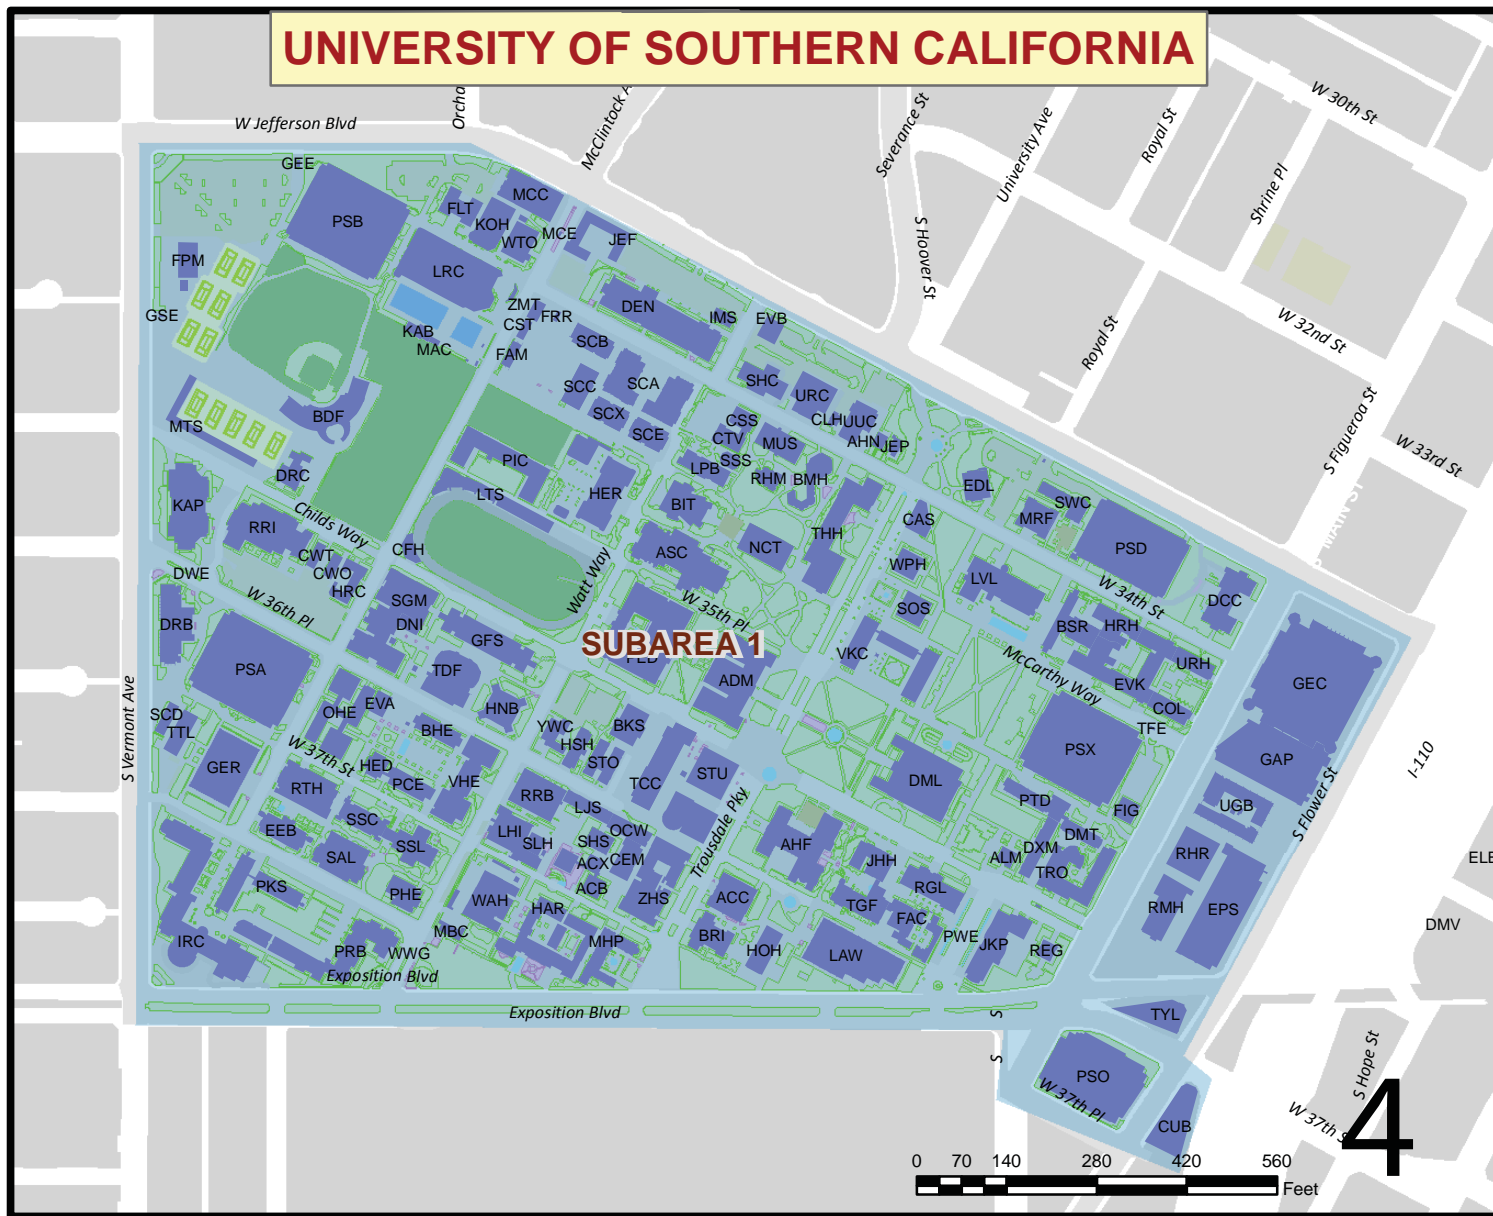 UNIVERSITY OF SOUTHERN CALIFORNIA
W Jefferson Blvd
McClintock
Severance St
University Ave
Royal St
W 30th St
Shrine Pl
S Hoover St
Royal St
W 32nd St
S Figueroa St
W 33rd St
MAIN ST
GEE
PSB
FLT
MCC
KOH
WTO
MCE
JEF
FPM
LRC
GSE
ZMT
CST
FRR
DEN
IMS
EVB
KAB
MAC
FAM
SCB
SCC
SCA
SHC
URC
SCX
SCE
CSS
CTV
MUS
CLH
UUC
AHN
JEP
BDF
MTS
DRC
PIC
LTS
HER
LPB
SSS
RHM
BMH
EDL
SWC
MRF
PSD
KAP
RRI
Childs Way
CWT
CWO
HRC
CFH
BIT
ASC
NCT
THH
CAS
WPH
LVL
DWE
W 36th Pl
Watt Way
W 35th Pl
W 34th St
DCC
DRB
SGM
DNI
GFS
SOS
BSR
HRH
SUBAREA 1
PSA
TDF
ADM
VKC
McCarthy Way
URH
EVK
COL
GEC
S Vermont Ave
SCD
TTL
OHE
EVA
BHE
HNB
YWC
BKS
HSH
STO
TFE
PSX
GAP
I-110
GER
W 37th St
HED
PCE
VHE
TCC
STU
DML
RTH
SSC
RRB
LJS
Trousdale Pky
PTD
FIG
UGB
S Flower St
EEB
SAL
SSL
LHI
SLH
SHS
OCW
ACX
CEM
AHF
JHH
ALM
DXM
DMT
TRO
RHR
PKS
PHE
WAH
HAR
ACB
ZHS
ACC
TGF
RGL
FAC
RMH
EPS
DMV
IRC
PRB
WWG
MBC
MHP
BRI
HOH
LAW
PWE
JKP
REG
Exposition Blvd
Exposition Blvd
S
S
TYL
PSO
W 37th Pl
CUB
S Hope St
W 37th S
4
0 70 140 280 420 560
Feet